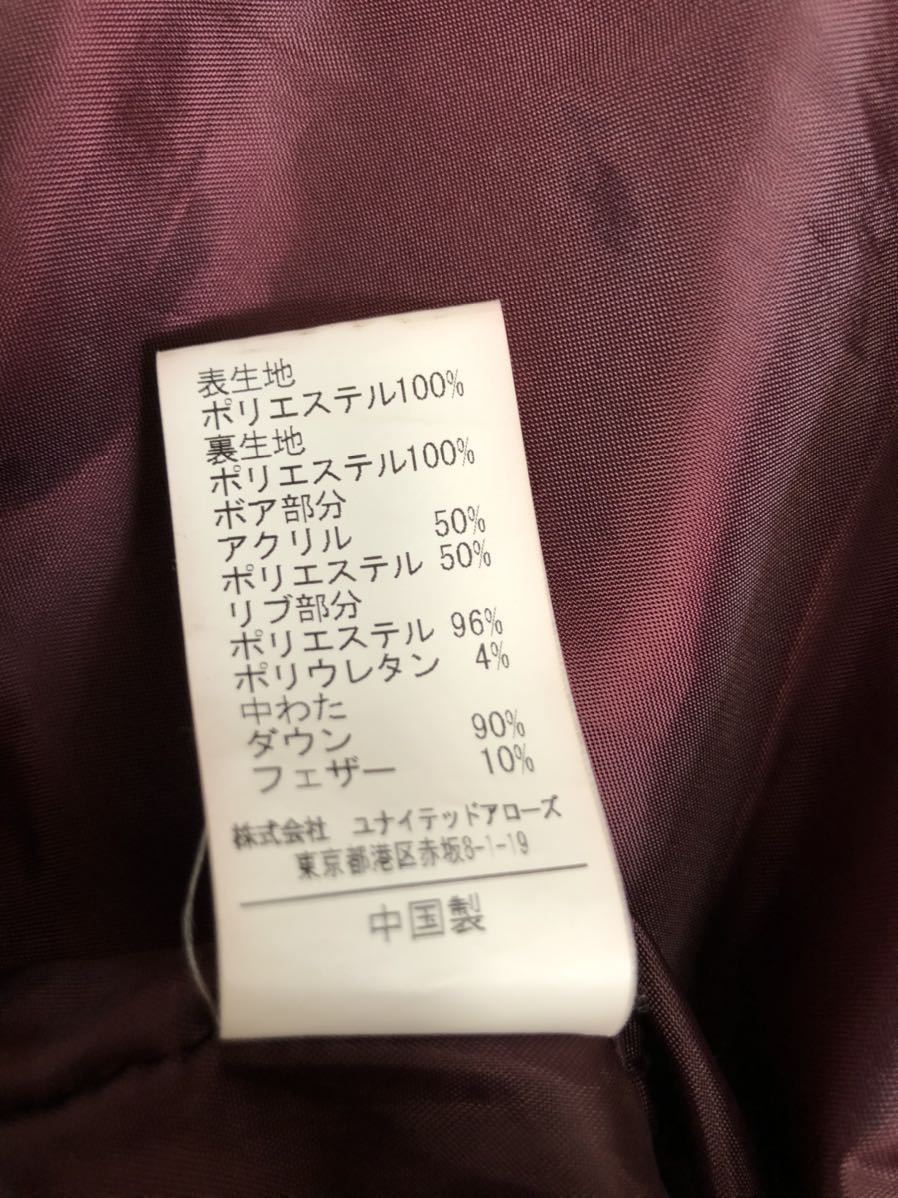 表生地
ポリエステル100%
裏生地
ポリエステル100%
ボア部分
アクリル 50%
ポリエステル 50%
リブ部分
ポリエステル 96%
ポリウレタン 4%
中わた
ダウン 90%
フェザー 10%
株式会社 ユナイテッドアローズ
東京都港区赤坂8-1-19
中国製